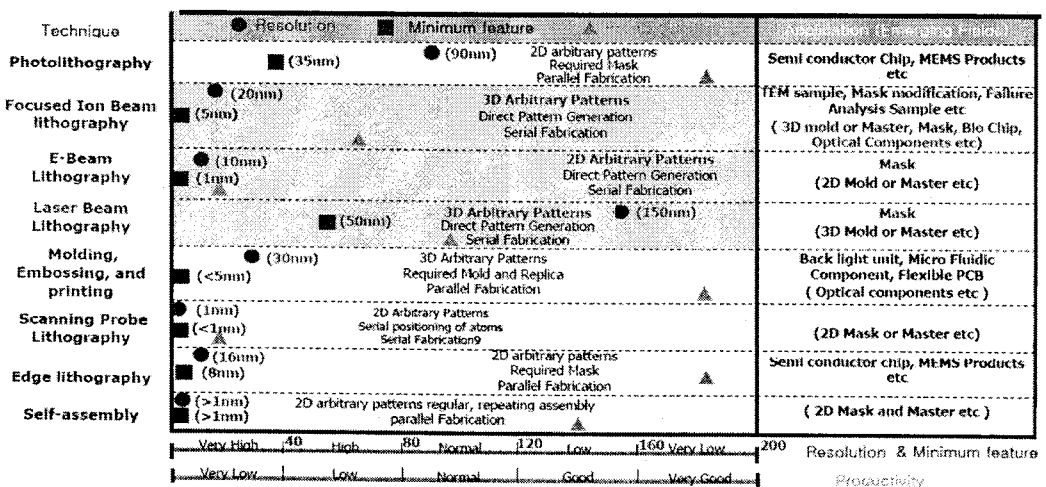 Technique
Resolution
Minimum feature
Application (Emerging Fields)
Photolithography
(35nm)
(90nm)
2D arbitrary patterns
Required Mask
Parallel Fabrication
Semi conductor Chip, MEMS Products
etc
Focused Ion Beam
lithography
(20nm)
(5nm)
3D Arbitrary Patterns
Direct Pattern Generation
Serial Fabrication
TEM sample, Mask modification, Failure
Analysis Sample etc
( 3D mold or Master, Mask, Bio Chip,
Optical Components etc)
E-Beam
Lithography
(10nm)
(1nm)
2D Arbitrary Patterns
Direct Pattern Generation
Serial Fabrication
Mask
(2D Mold or Master etc)
Laser Beam
Lithography
(50nm)
3D Arbitrary Patterns
Direct Pattern Generation
Serial Fabrication
(150nm)
Mask
(3D Mold or Master etc)
Molding,
Embossing, and
printing
(30nm)
(<5nm)
3D Arbitrary Patterns
Required Mold and Replica
Parallel Fabrication
Back light unit, Micro Fluidic
Component, Flexible PCB
( Optical components etc )
Scanning Probe
Lithography
(1nm)
(<1nm)
2D Arbitrary Patterns
Serial positioning of atoms
Serial Fabrication9
(2D Mask or Master etc)
Edge lithography
(16nm)
(8nm)
2D arbitrary patterns
Required Mask
Parallel Fabrication
Semi conductor chip, MEMS Products
etc
Self-assembly
(>1nm)
(>1nm)
2D arbitrary patterns regular, repeating assembly
parallel Fabrication
( 2D Mask and Master etc )
Very High 40 High 80 Normal 120 Low 160 Very Low 200 Resolution & Minimum feature
Very Low Low Normal Good Very Good
Productivity